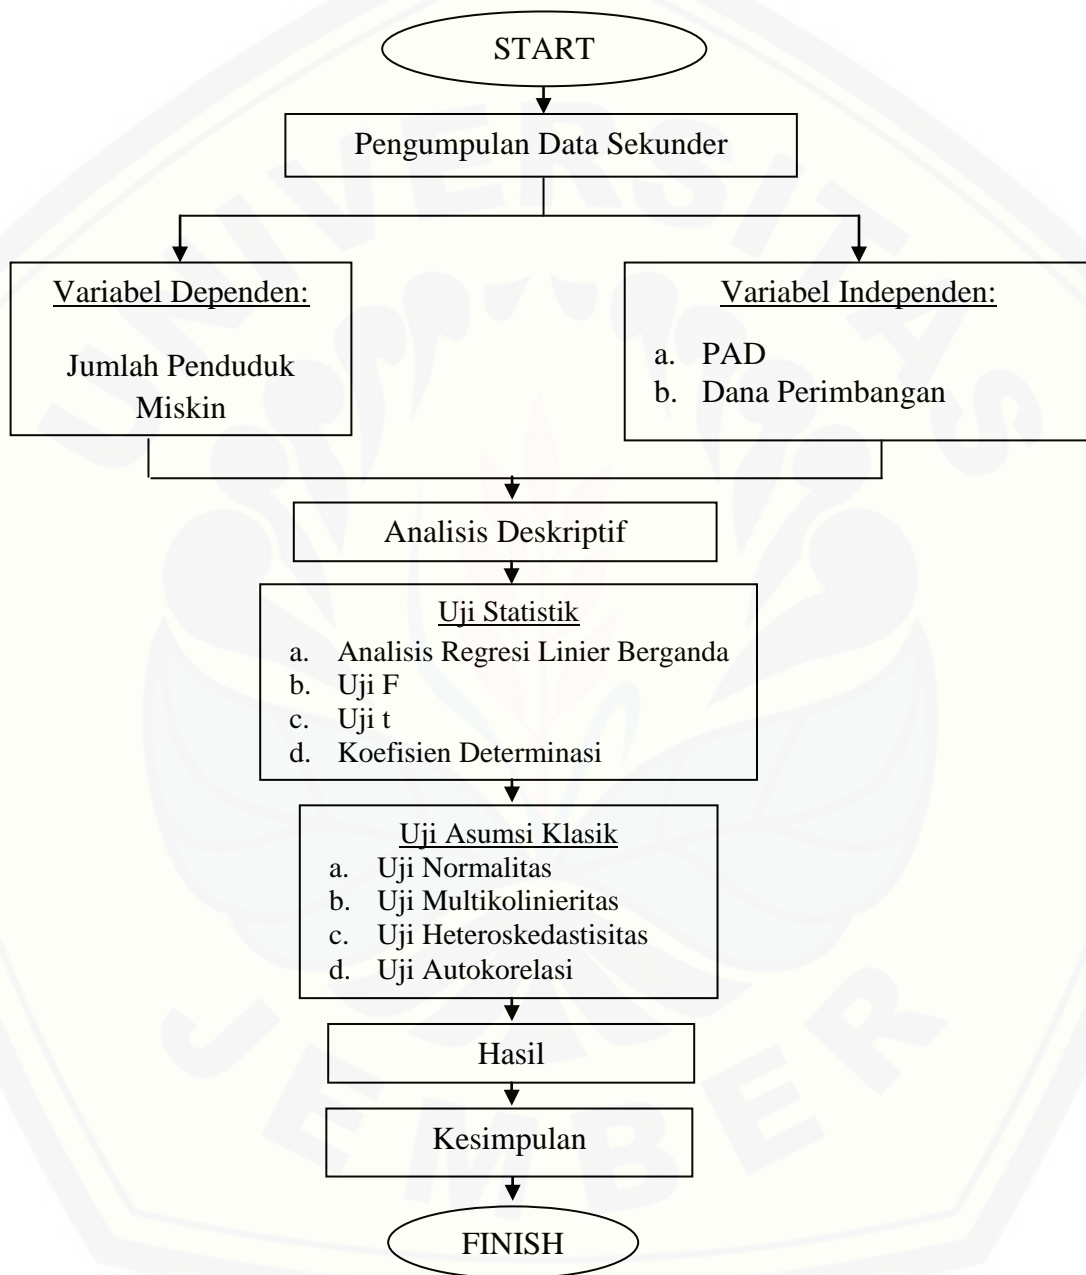 START
Pengumpulan Data Sekunder
Variabel Dependen:
Jumlah Penduduk
Miskin
Variabel Independen:
a. PAD
b. Dana Perimbangan
Analisis Deskriptif
Uji Statistik
a. Analisis Regresi Linier Berganda
b. Uji F
c. Uji t
d. Koefisien Determinasi
Uji Asumsi Klasik
a. Uji Normalitas
b. Uji Multikolinieritas
c. Uji Heteroskedastisitas
d. Uji Autokorelasi
Hasil
Kesimpulan
FINISH
UNIVERSITAS
JEMBER